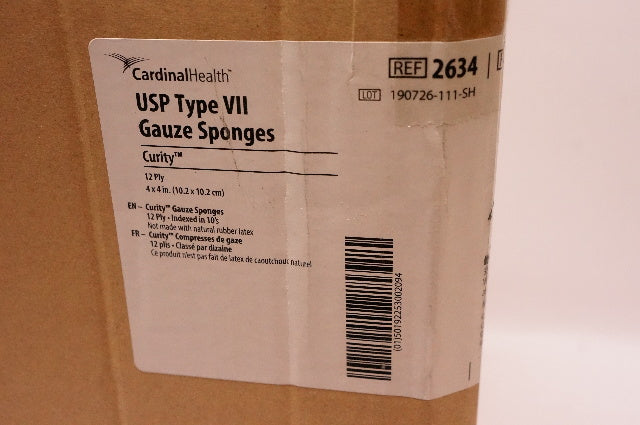 CardinalHealth™
USP Type VII
Gauze Sponges
Curity™
12 Ply
4 x 4 in. (10.2 x 10.2 cm)
EN – Curity™ Gauze Sponges
12 Ply • Indexed in 10's
Not made with natural rubber latex
FR – Curity™ Compresses de gaze
12 plis • Classé par dizaine
Ce produit n'est pas fait de latex de caoutchouc naturel
REF 2634
LOT 190726-111-SH
(01)50192253002094